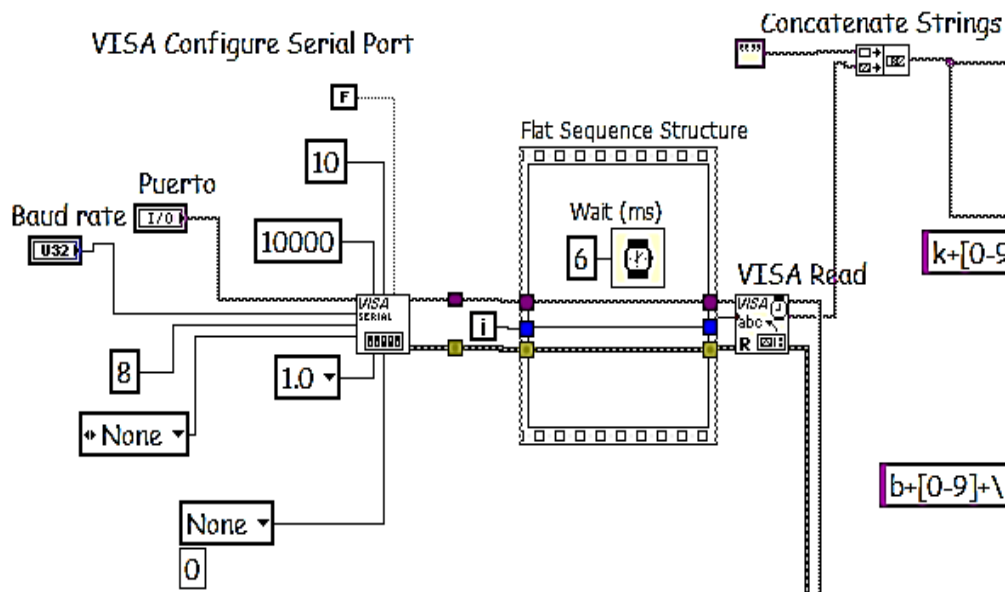 Concatenate Strings
VISA Configure Serial Port
F
Flat Sequence Structure
10
Puerto
I/O
Baud rate
U32
Wait (ms)
10000
6
k+[0-9
VISA Read
VISA
SERIAL
i
VISA
abc
R
8
1.0
None
b+[0-9]+\
None
0